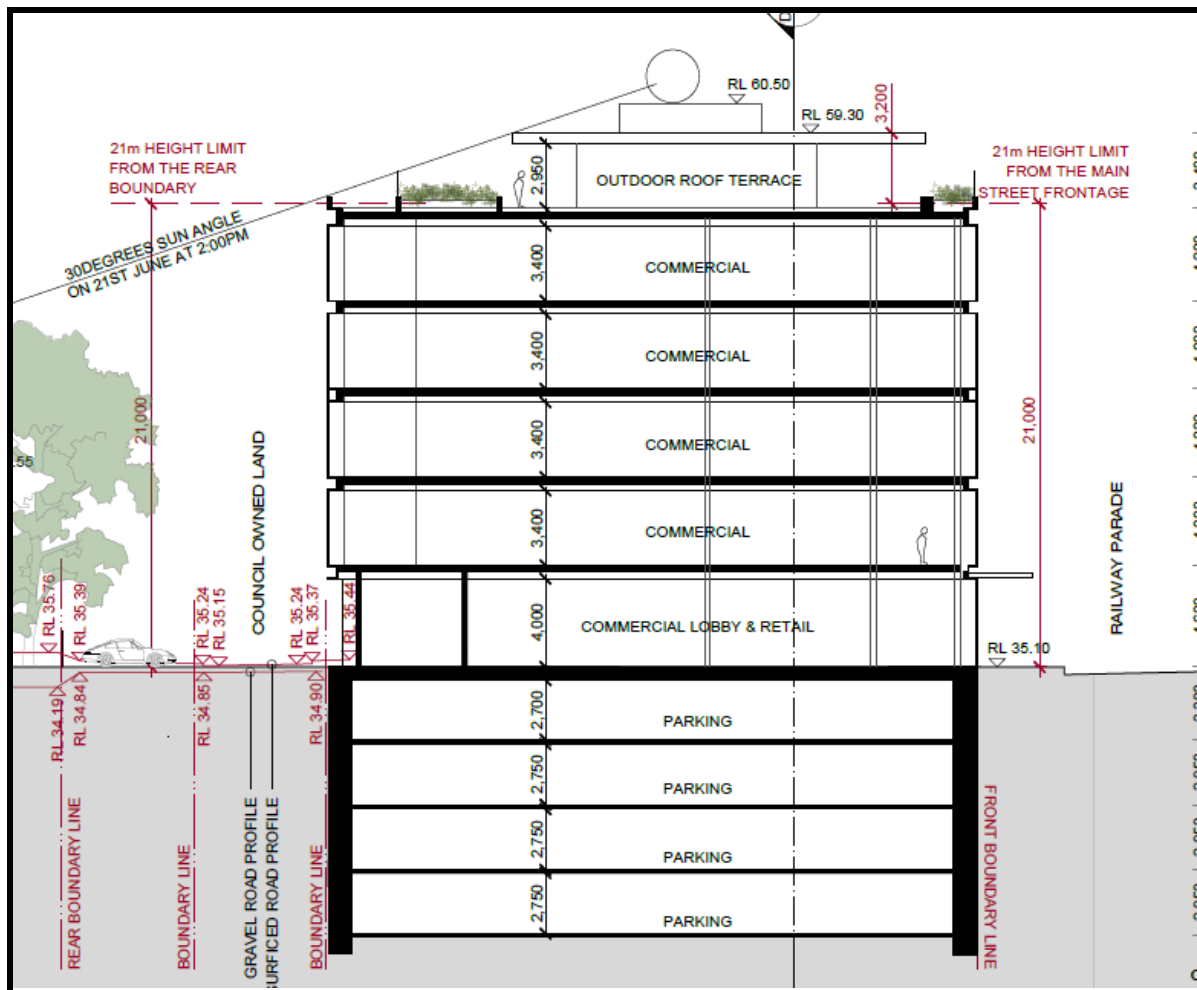 D
RL 60.50
RL 59.30
3,200
21m HEIGHT LIMIT
FROM THE REAR
BOUNDARY
21m HEIGHT LIMIT
FROM THE MAIN
STREET FRONTAGE
2,950
OUTDOOR ROOF TERRACE
30DEGREES SUN ANGLE
ON 21ST JUNE AT 2:00PM
3,400
COMMERCIAL
3,400
COMMERCIAL
21,000
21,000
3,400
COMMERCIAL
.55
COUNCIL OWNED LAND
3,400
COMMERCIAL
RAILWAY PARADE
RL 35.76
RL 35.39
RL 35.24
RL 35.15
RL 35.24
RL 35.37
RL 35.44
4,000
COMMERCIAL LOBBY & RETAIL
RL 35.10
RL 34.19
RL 34.84
RL 34.85
RL 34.90
2,700
PARKING
2,750
PARKING
2,750
PARKING
2,750
PARKING
REAR BOUNDARY LINE
BOUNDARY LINE
GRAVEL ROAD PROFILE
SURFICED ROAD PROFILE
BOUNDARY LINE
FRONT BOUNDARY LINE